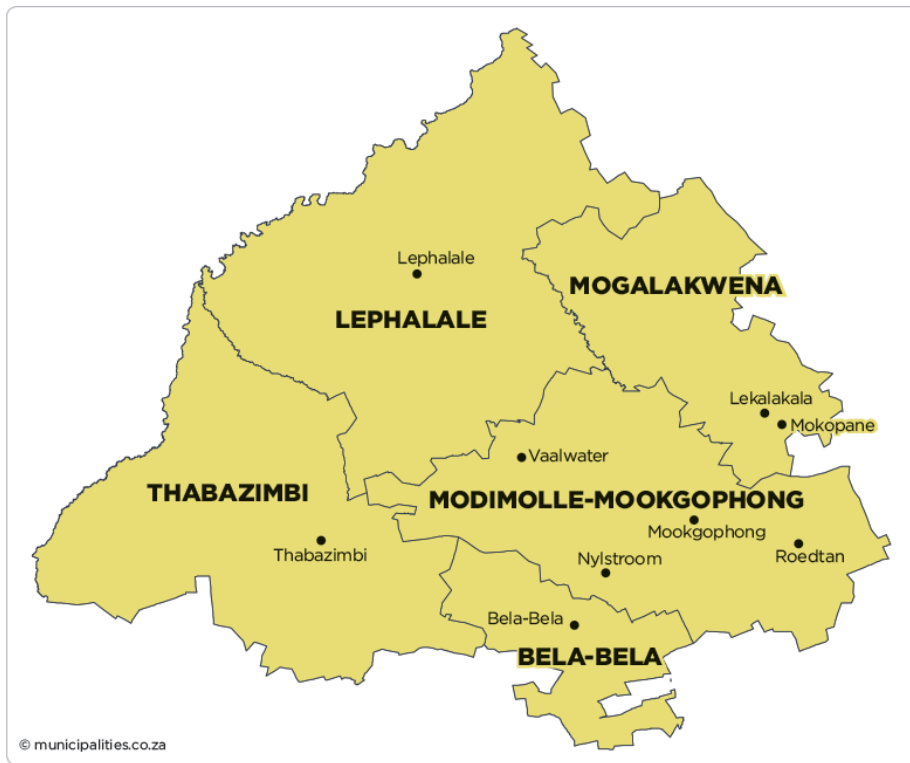 Lephalale
MOGALAKWENA
LEPHALALE
Lekalakala
Mokopane
Vaalwater
THABAZIMBI
MODIMOLLE-MOOKGOPHONG
Mookgophong
Thabazimbi
Nylstroom
Roedtan
Bela-Bela
BELA-BELA
© municipalities.co.za